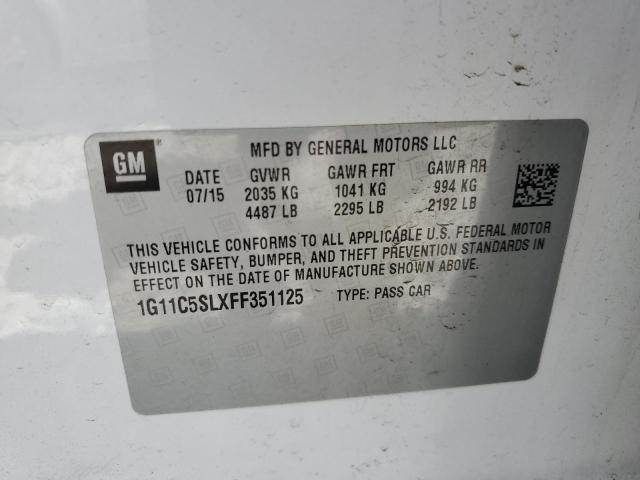 GM
MFD BY GENERAL MOTORS LLC
DATE GVWR GAWR FRT GAWR RR
07/15 2035 KG 1041 KG 994 KG
4487 LB 2295 LB 2192 LB
THIS VEHICLE CONFORMS TO ALL APPLICABLE U.S. FEDERAL MOTOR
VEHICLE SAFETY, BUMPER, AND THEFT PREVENTION STANDARDS IN
EFFECT ON THE DATE OF MANUFACTURE SHOWN ABOVE.
1G11C5SLXFF351125 TYPE: PASS CAR